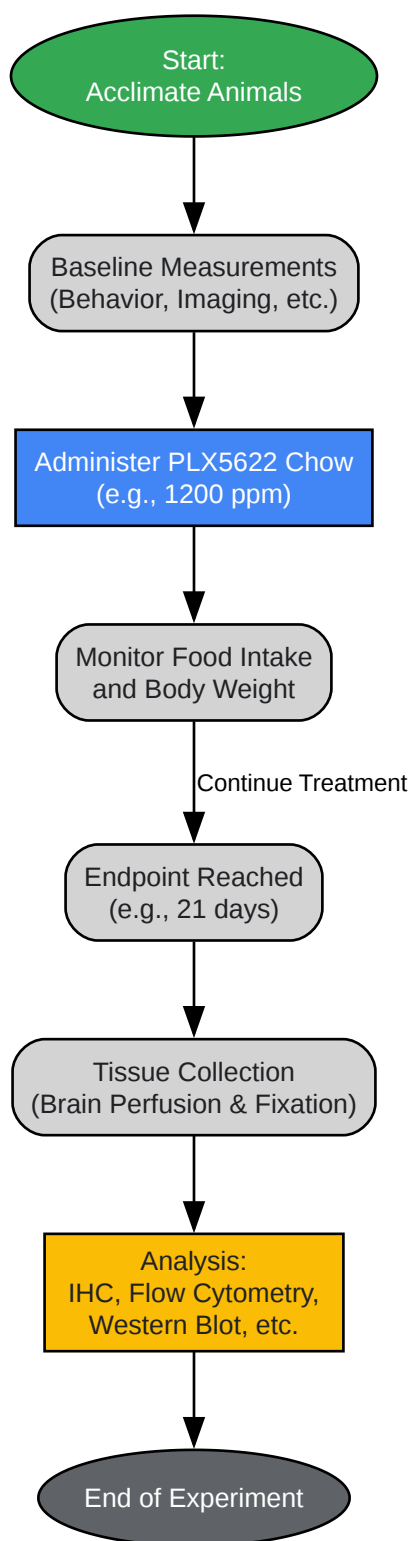 Start:
Acclimate Animals
Baseline Measurements
(Behavior, Imaging, etc.)
Administer PLX5622 Chow
(e.g., 1200 ppm)
Monitor Food Intake
and Body Weight
Continue Treatment
Endpoint Reached
(e.g., 21 days)
Tissue Collection
(Brain Perfusion & Fixation)
Analysis:
IHC, Flow Cytometry,
Western Blot, etc.
End of Experiment